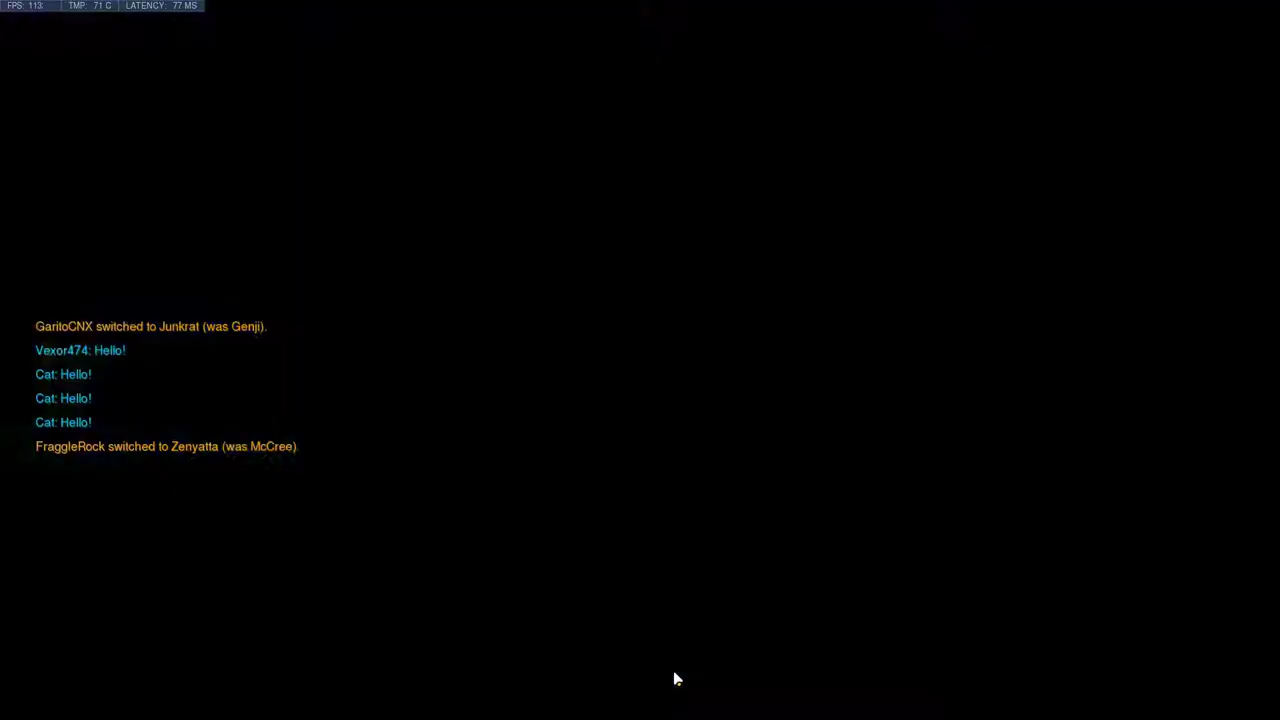 FPS: 113 TMP: 71 C LATENCY: 77 MS
GaritoCNX switched to Junkrat (was Genji).
Vexor474: Hello!
Cat: Hello!
Cat: Hello!
Cat: Hello!
FraggleRock switched to Zenyatta (was McCree)